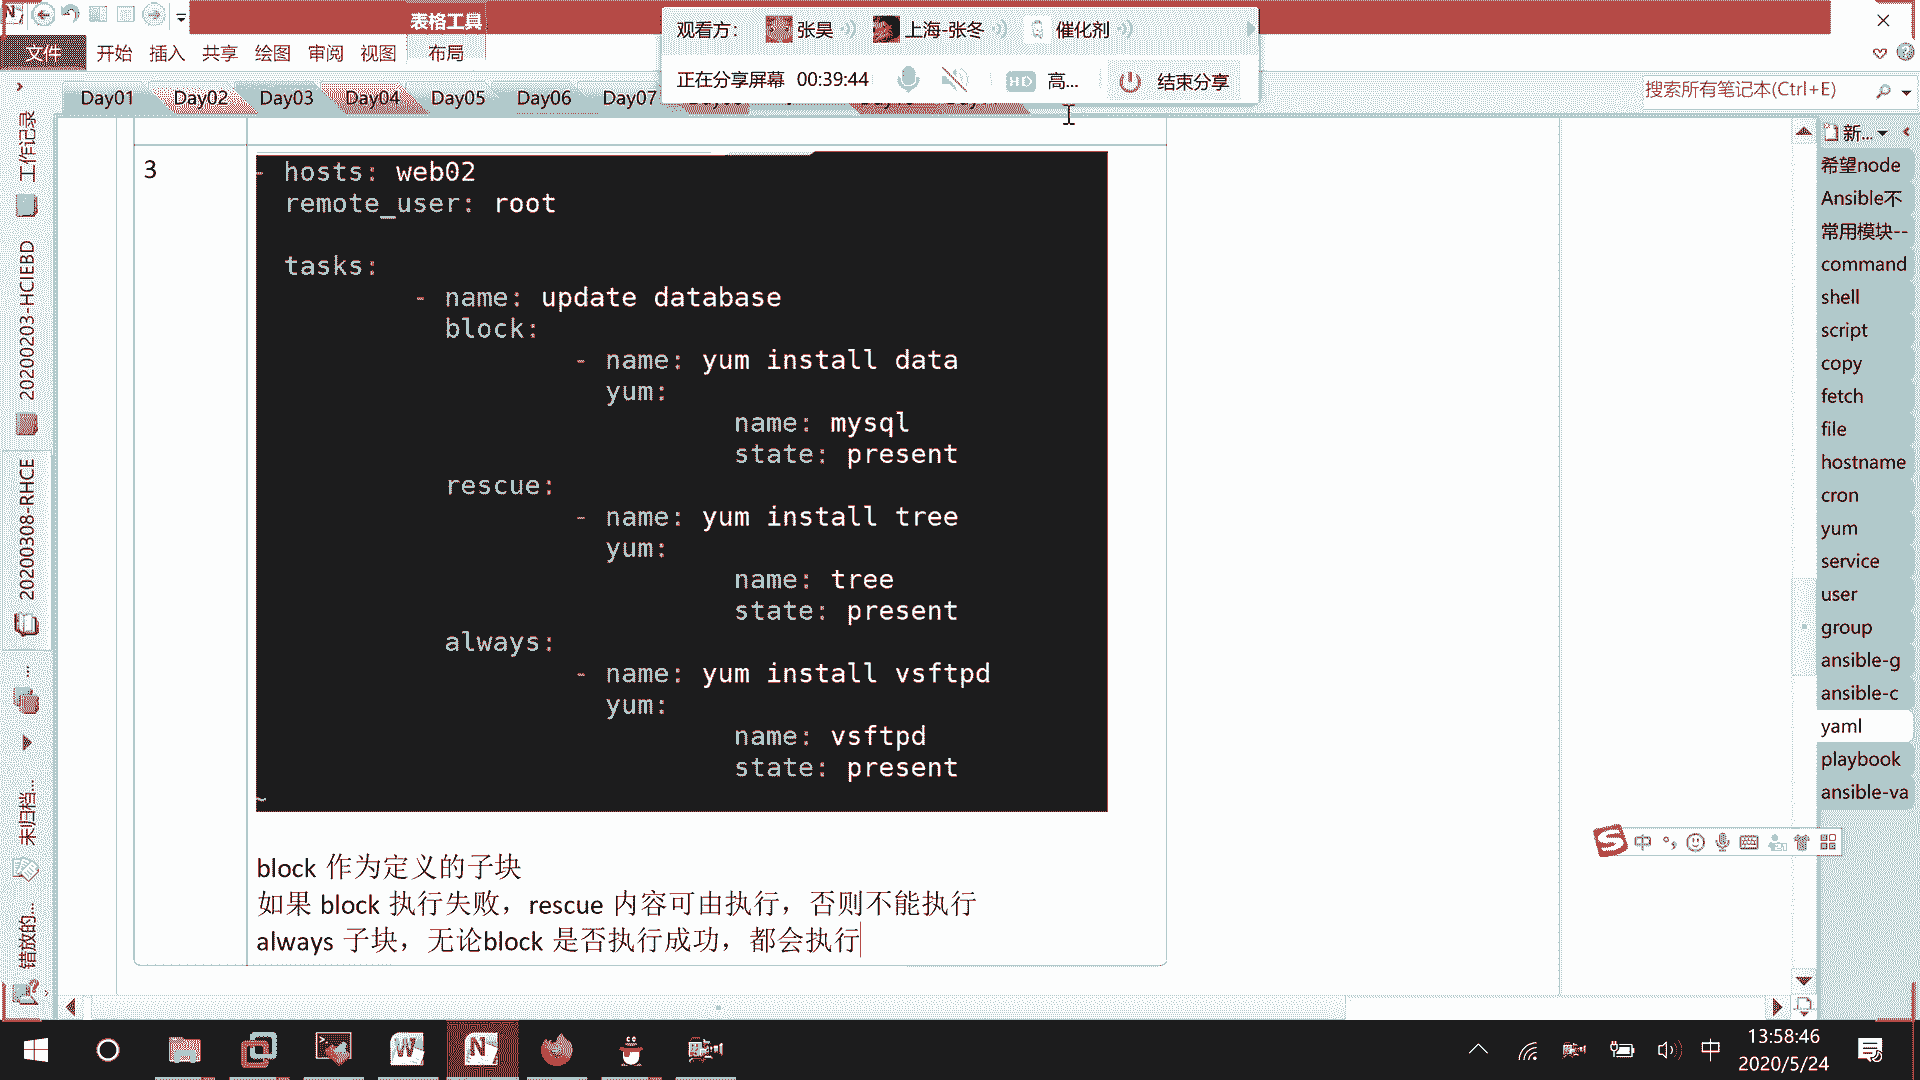 表格工具
文件 开始 插入 共享 绘图 审阅 视图 布局
观看方： 张昊 上海-张冬 催化剂
正在分享屏幕 00:39:44 HD 高... 结束分享
Day01 Day02 Day03 Day04 Day05 Day06 Day07
搜索所有笔记本(Ctrl+E)
工作记录
20200203-HCIEBD
20200308-RHCE
...
未归档...
错放的...
3
- hosts: web02
remote_user: root
tasks:
- name: update database
block:
- name: yum install data
yum:
name: mysql
state: present
rescue:
- name: yum install tree
yum:
name: tree
state: present
always:
- name: yum install vsftpd
yum:
name: vsftpd
state: present
~
block 作为定义的子块
如果 block 执行失败，rescue 内容可由执行，否则不能执行
always 子块，无论block 是否执行成功，都会执行
新...
希望node
Ansible不
常用模块--
command
shell
script
copy
fetch
file
hostname
cron
yum
service
user
group
ansible-g
ansible-c
yaml
playbook
ansible-va
中
中
13:58:46
2020/5/24